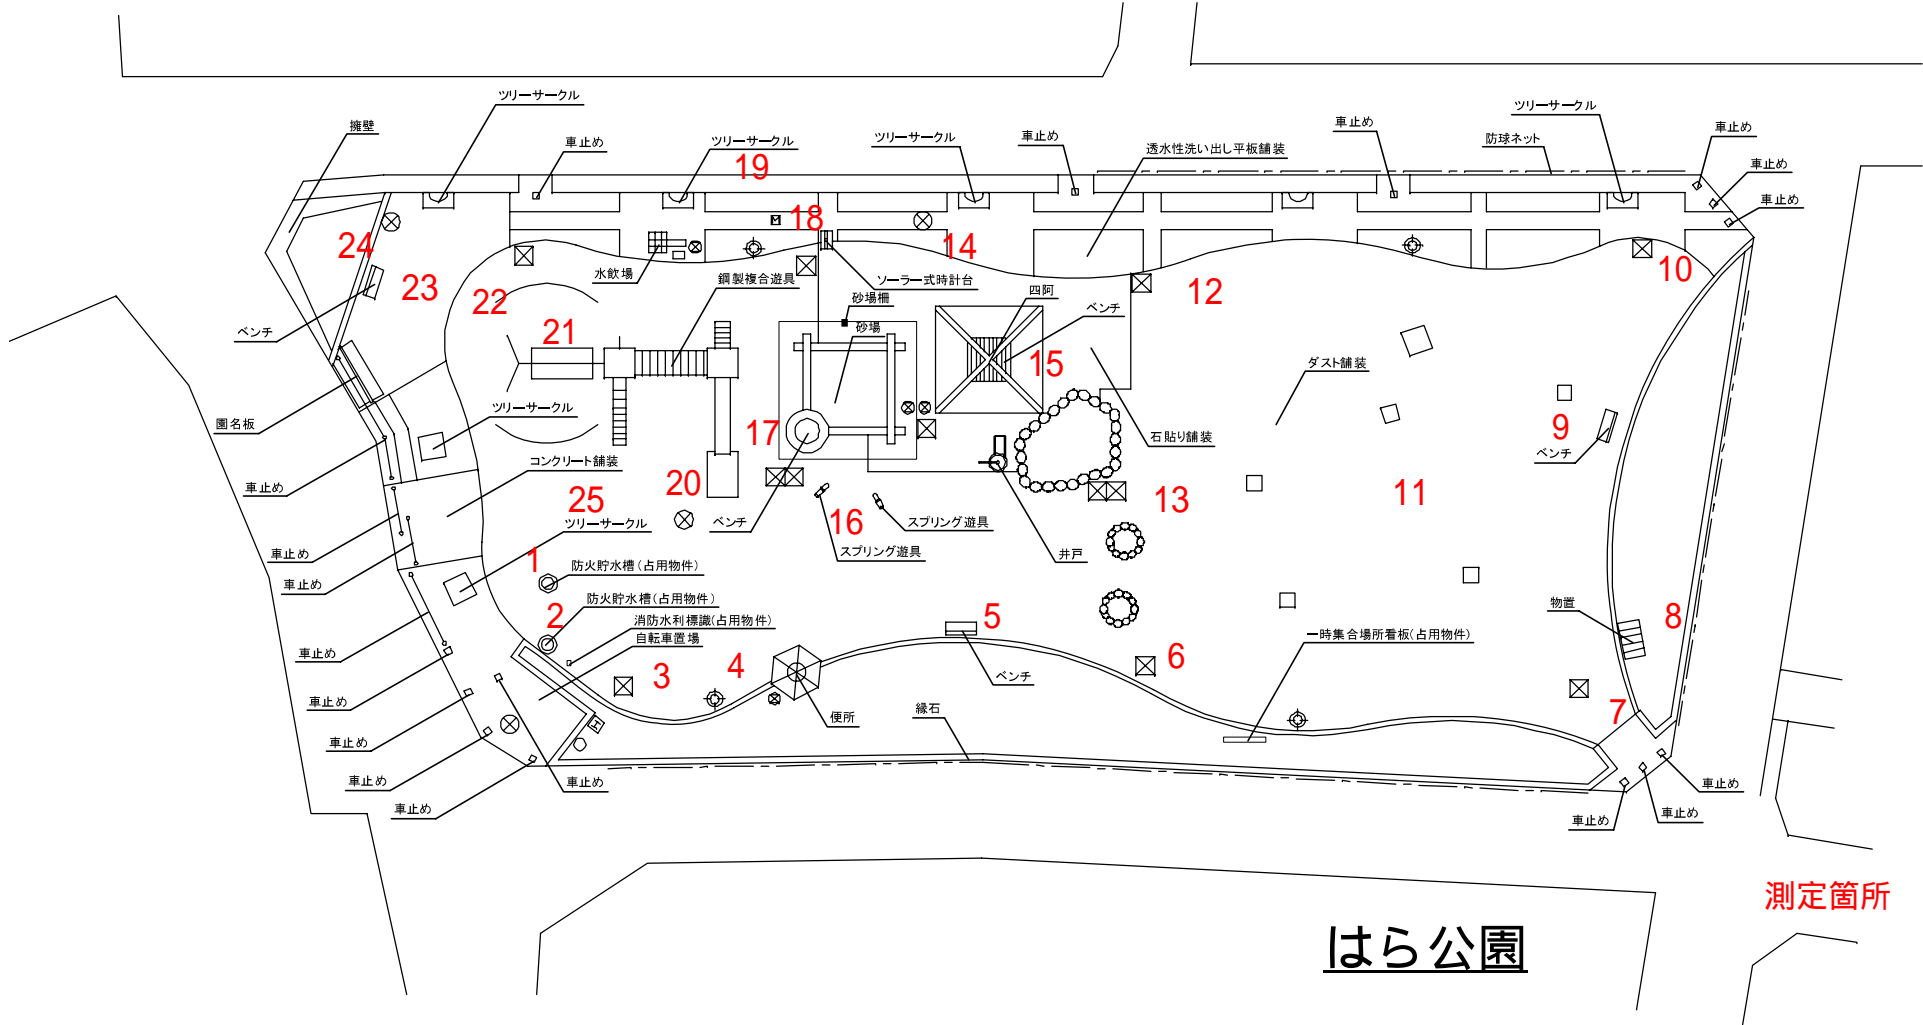 ツリーサークル
擁壁
車止め
ツリーサークル
19
ツリーサークル
車止め
透水性洗い出し平板舗装
車止め
ツリーサークル
防球ネット
車止め
車止め
車止め
24
23
22
水飲場
M
18
14
ソーラー式時計台
鋼製複合遊具
砂場柵
砂場
四阿
ベンチ
12
10
ベンチ
21
15
ダスト舗装
園名板
ツリーサークル
17
石貼り舗装
9
ベンチ
コンクリート舗装
車止め
25
20
ベンチ
16
スプリング遊具
スプリング遊具
井戸
13
11
ツリーサークル
車止め
車止め
1
防火貯水槽(占用物件)
2
防火貯水槽(占用物件)
消防水利標識(占用物件)
自転車置場
5
物置
8
一時集合場所看板(占用物件)
車止め
3
4
ベンチ
6
車止め
便所
縁石
7
H
車止め
車止め
車止め
車止め
車止め
車止め
車止め
測定箇所
はら公園